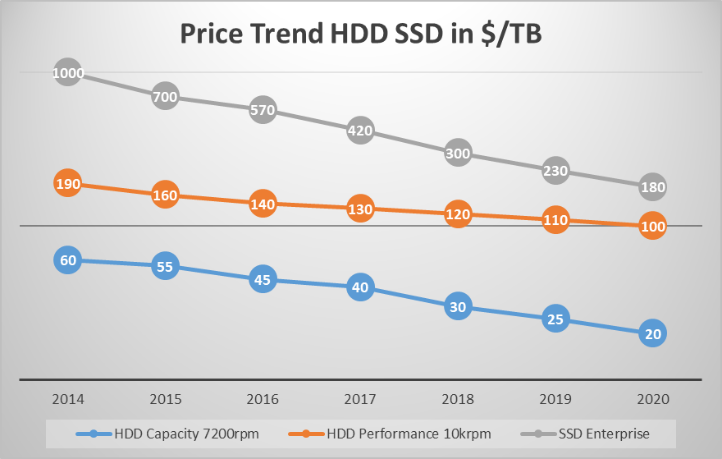 Price Trend HDD SSD in $/TB
1000 700 570 420 300 230 180
190 160 140 130 120 110 100
60 55 45 40 30 25 20
2014 2015 2016 2017 2018 2019 2020
HDD Capacity 7200rpm HDD Performance 10krpm SSD Enterprise